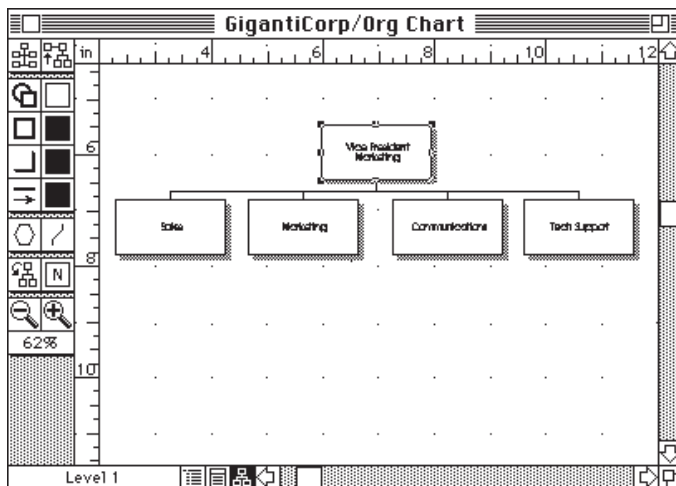 GigantiCorp/Org Chart
in 4 6 8 10 12
6
8
10
Vice President
Marketing
Sales
Marketing
Communications
Tech Support
N
62%
Level 1